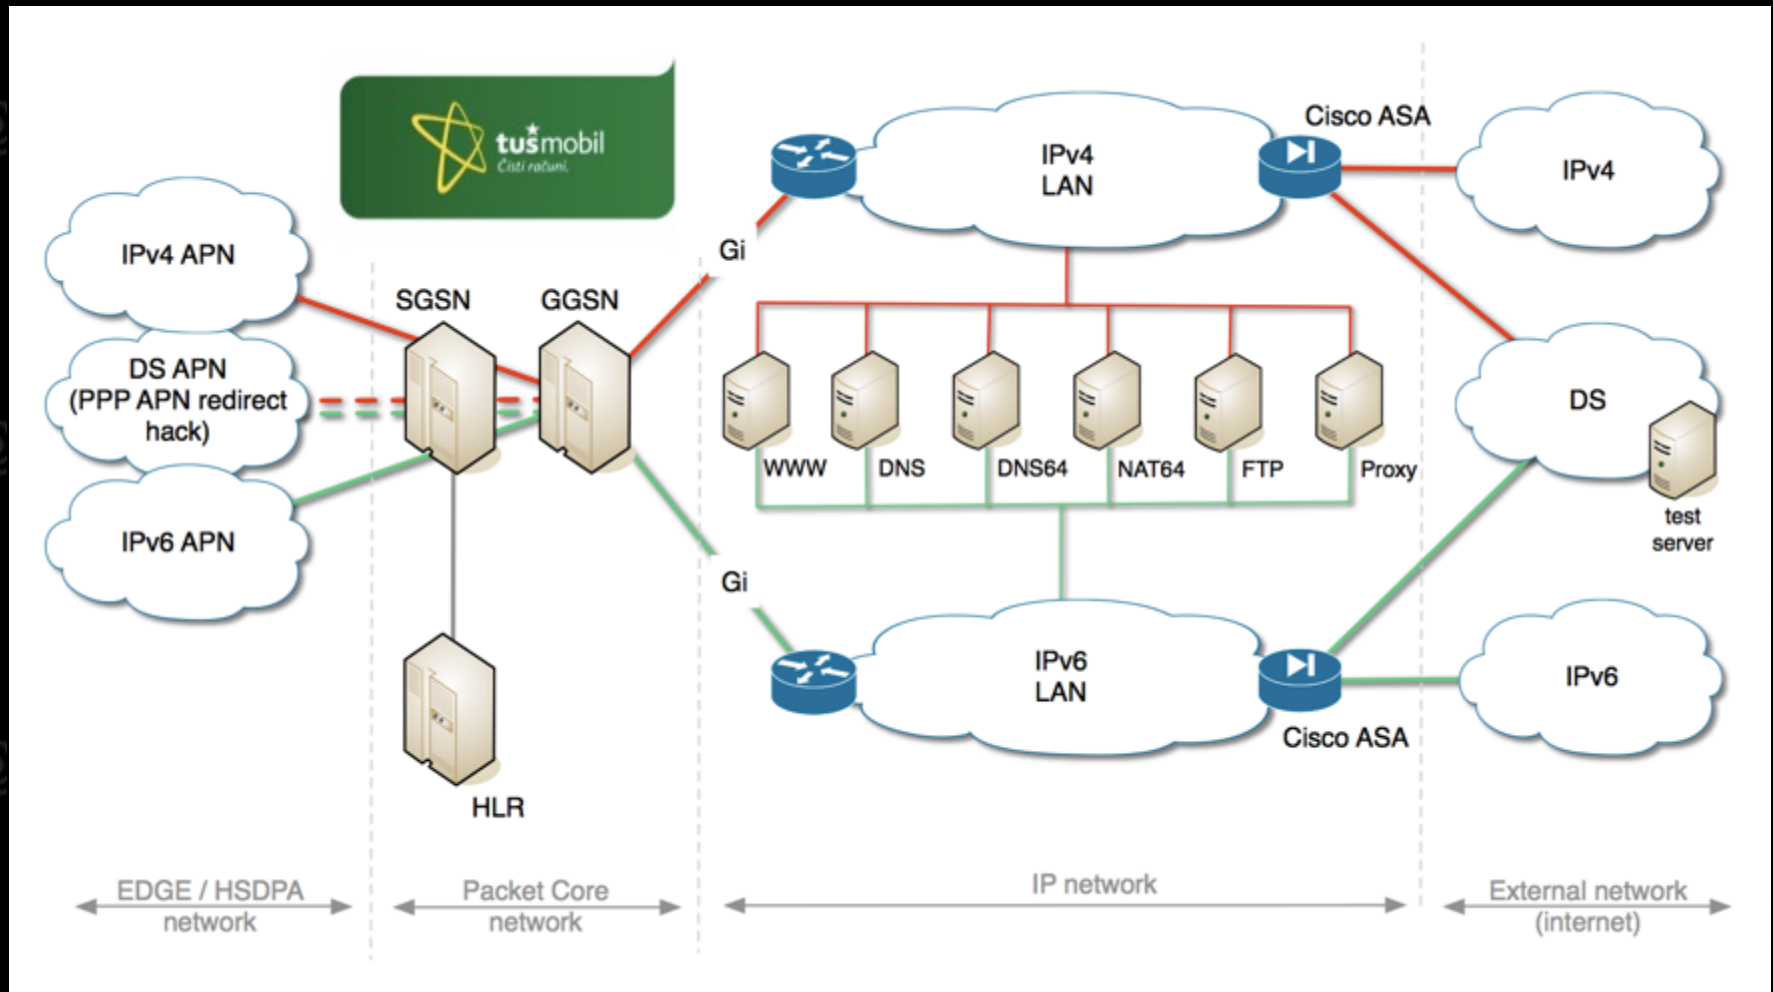 tušmobil
Čisti računi.
Cisco ASA
IPv4
LAN
IPv4
IPv4 APN
Gi
SGSN
GGSN
DS APN
(PPP APN redirect
hack)
DS
WWW
DNS
DNS64
NAT64
FTP
Proxy
test
server
IPv6 APN
Gi
IPv6
LAN
IPv6
Cisco ASA
HLR
EDGE / HSDPA
network
Packet Core
network
IP network
External network
(internet)